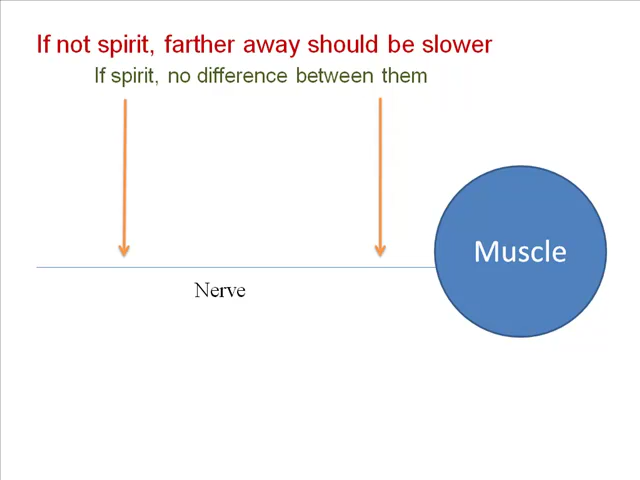 If not spirit, farther away should be slower
If spirit, no difference between them
Muscle
Nerve